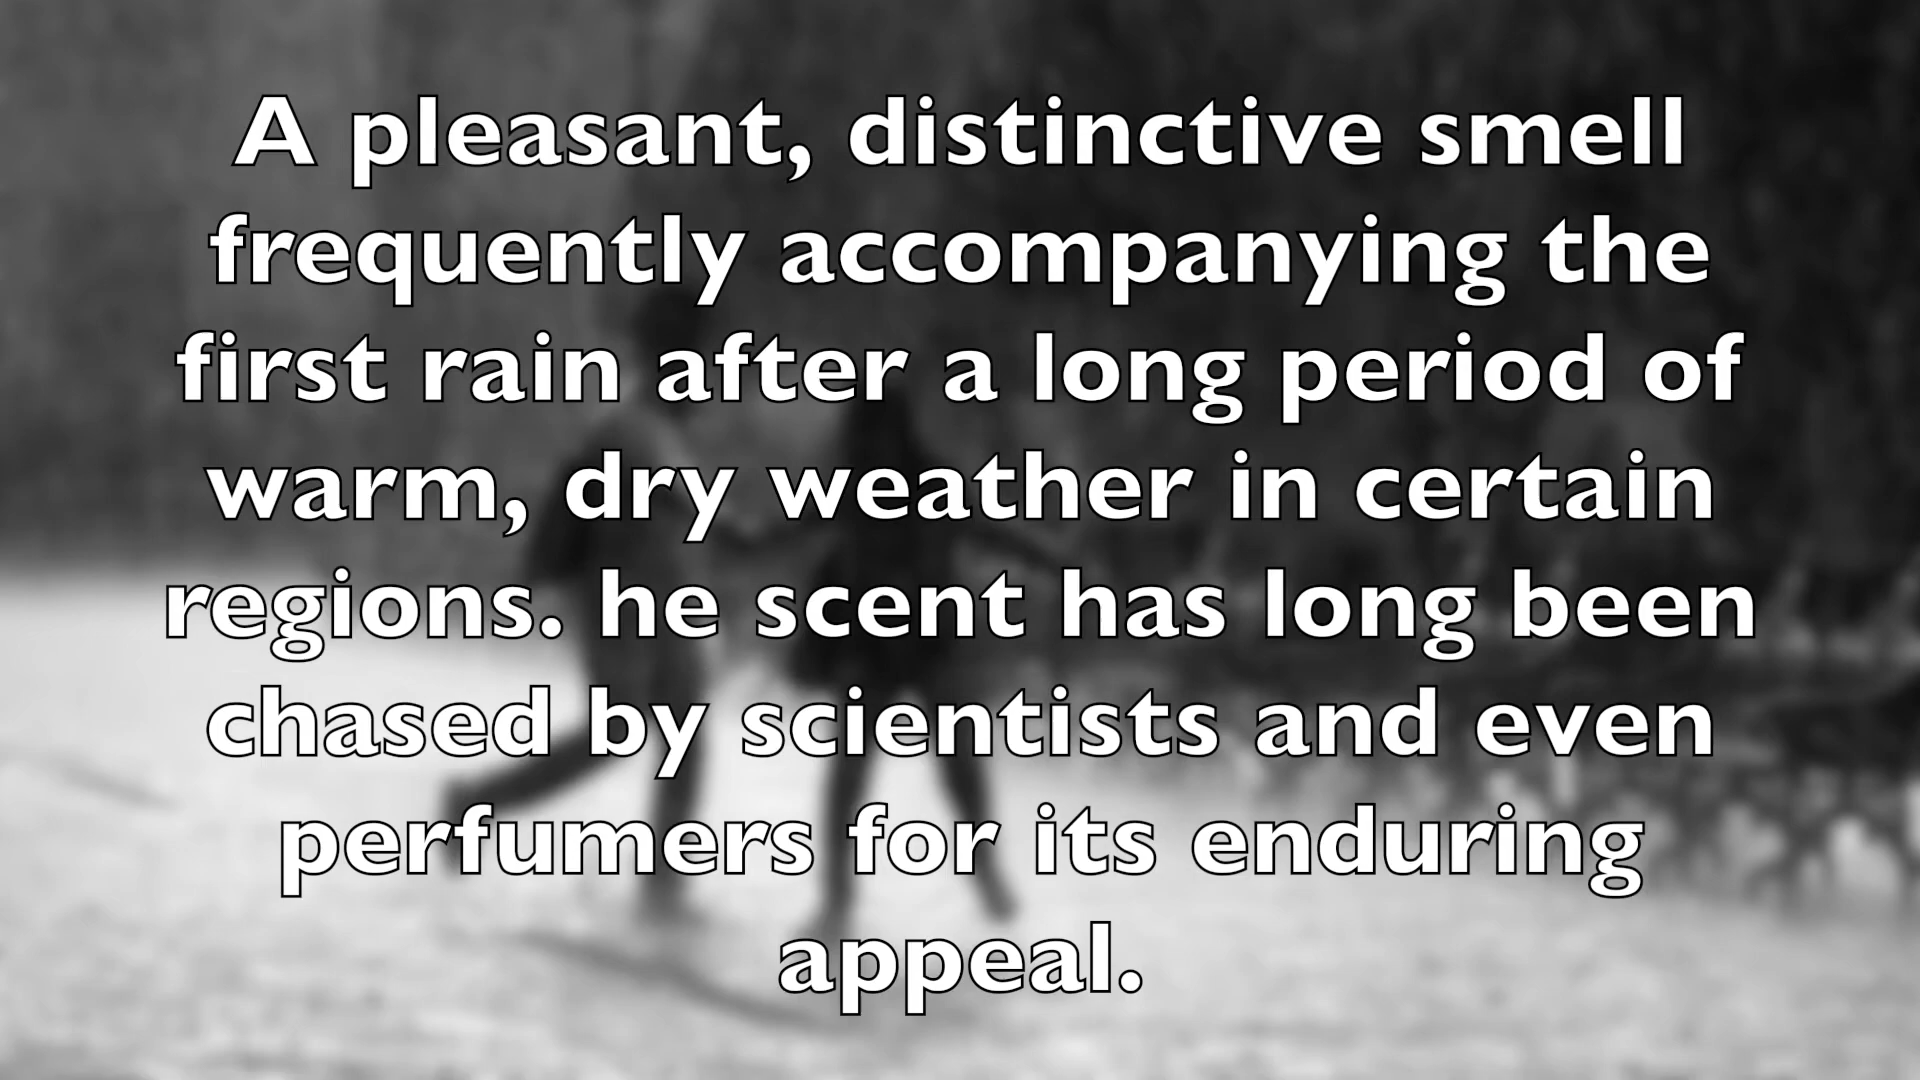 A pleasant, distinctive smell
frequently accompanying the
first rain after a long period of
warm, dry weather in certain
regions. he scent has long been
chased by scientists and even
perfumers for its enduring
appeal.